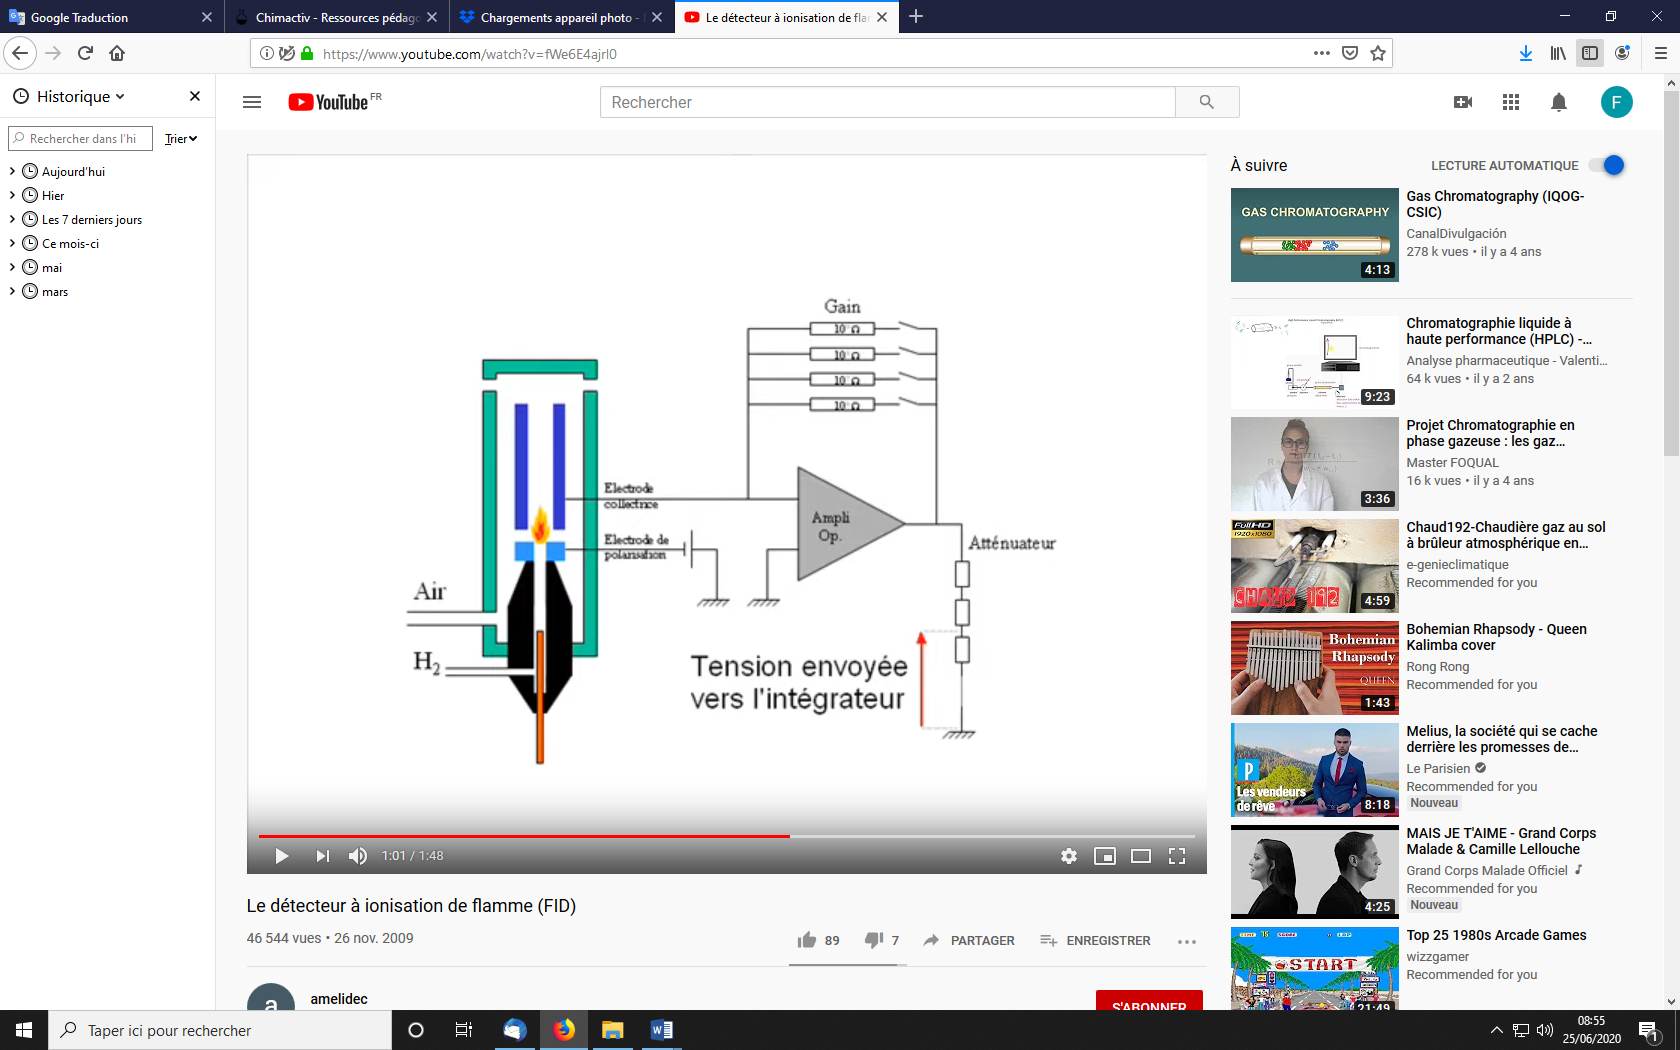 Google Traduction
Chimactiv - Ressources pédago
Chargements appareil photo -
Le détecteur à ionisation de fla
https://www.youtube.com/watch?v=fWe6E4ajrI0
Historique
Rechercher dans l'hi
Trier
Aujourd'hui
Hier
Les 7 derniers jours
Ce mois-ci
mai
mars
YouTube FR
Rechercher
F
Gain
Electrode
collectrice
Electrode de
polarisation
Ampli
Op.
Atténuateur
Air
H2
Tension envoyée
vers l'intégrateur
1:01 / 1:48
Le détecteur à ionisation de flamme (FID)
46 544 vues • 26 nov. 2009
89
7
PARTAGER
ENREGISTRER
a
amelidec
S'ABONNER
À suivre
LECTURE AUTOMATIQUE
GAS CHROMATOGRAPHY
4:13
Gas Chromatography (IQOG-
CSIC)
CanalDivulgación
278 k vues • il y a 4 ans
9:23
Chromatographie liquide à
haute performance (HPLC) -...
Analyse pharmaceutique - Valenti...
64 k vues • il y a 2 ans
3:36
Projet Chromatographie en
phase gazeuse : les gaz...
Master FOQUAL
16 k vues • il y a 4 ans
Full HD
1920x1080
CHAUD 192
4:59
Chaud192-Chaudière gaz au sol
à brûleur atmosphérique en...
e-genieclimatique
Recommended for you
Bohemian
Rhapsody
QUEEN
1:43
Bohemian Rhapsody - Queen
Kalimba cover
Rong Rong
Recommended for you
P
Les vendeurs
de rêve
8:18
Melius, la société qui se cache
derrière les promesses de...
Le Parisien
Recommended for you
Nouveau
4:25
MAIS JE T'AIME - Grand Corps
Malade & Camille Lellouche
Grand Corps Malade Officiel
Recommended for you
Nouveau
START
21:49
Top 25 1980s Arcade Games
wizzgamer
Recommended for you
Taper ici pour rechercher
08:55
25/06/2020
1